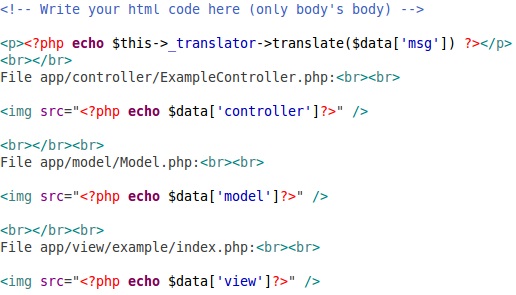 <!-- Write your html code here (only body's body) -->
<p><?php echo $this->_translator->translate($data['msg']) ?></p>
<br></br>
File app/controller/ExampleController.php:<br><br>
<img src="<?php echo $data['controller']?>" />
<br></br><br>
File app/model/Model.php:<br><br>
<img src="<?php echo $data['model']?>" />
<br></br><br>
File app/view/example/index.php:<br><br>
<img src="<?php echo $data['view']?>" />